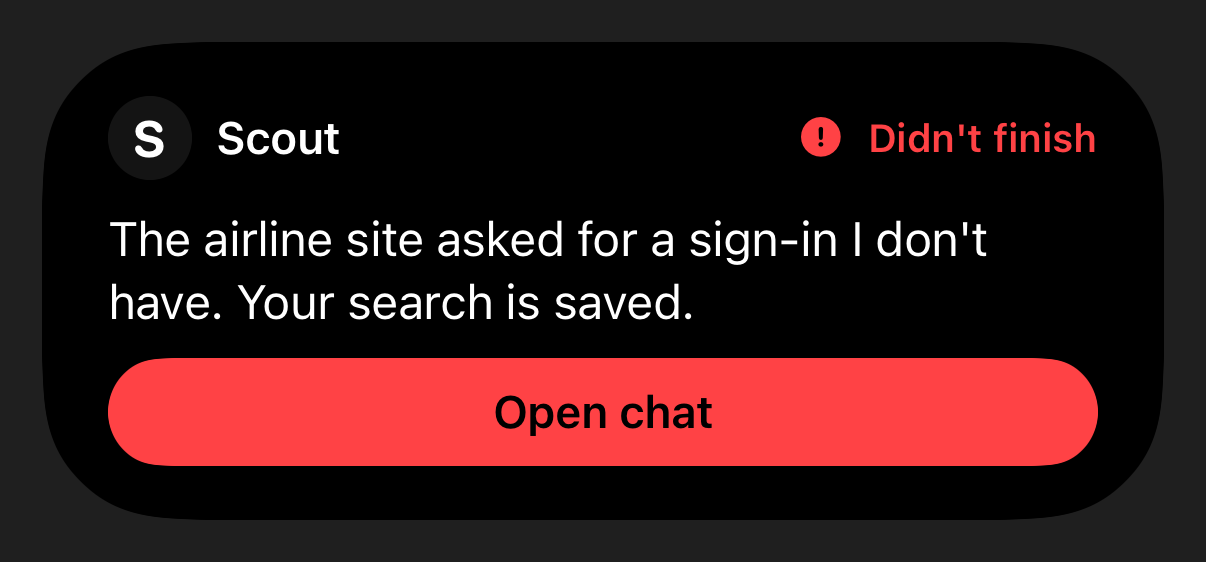 S
Scout
Didn't finish
The airline site asked for a sign-in I don't
have. Your search is saved.
Open chat